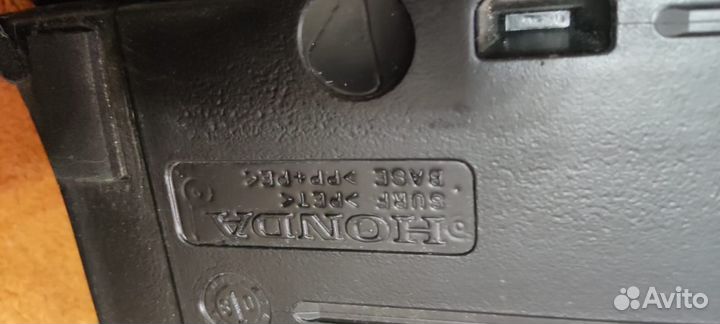 HONDA
SURF >PET<
BASE >PP+PE<
Avito